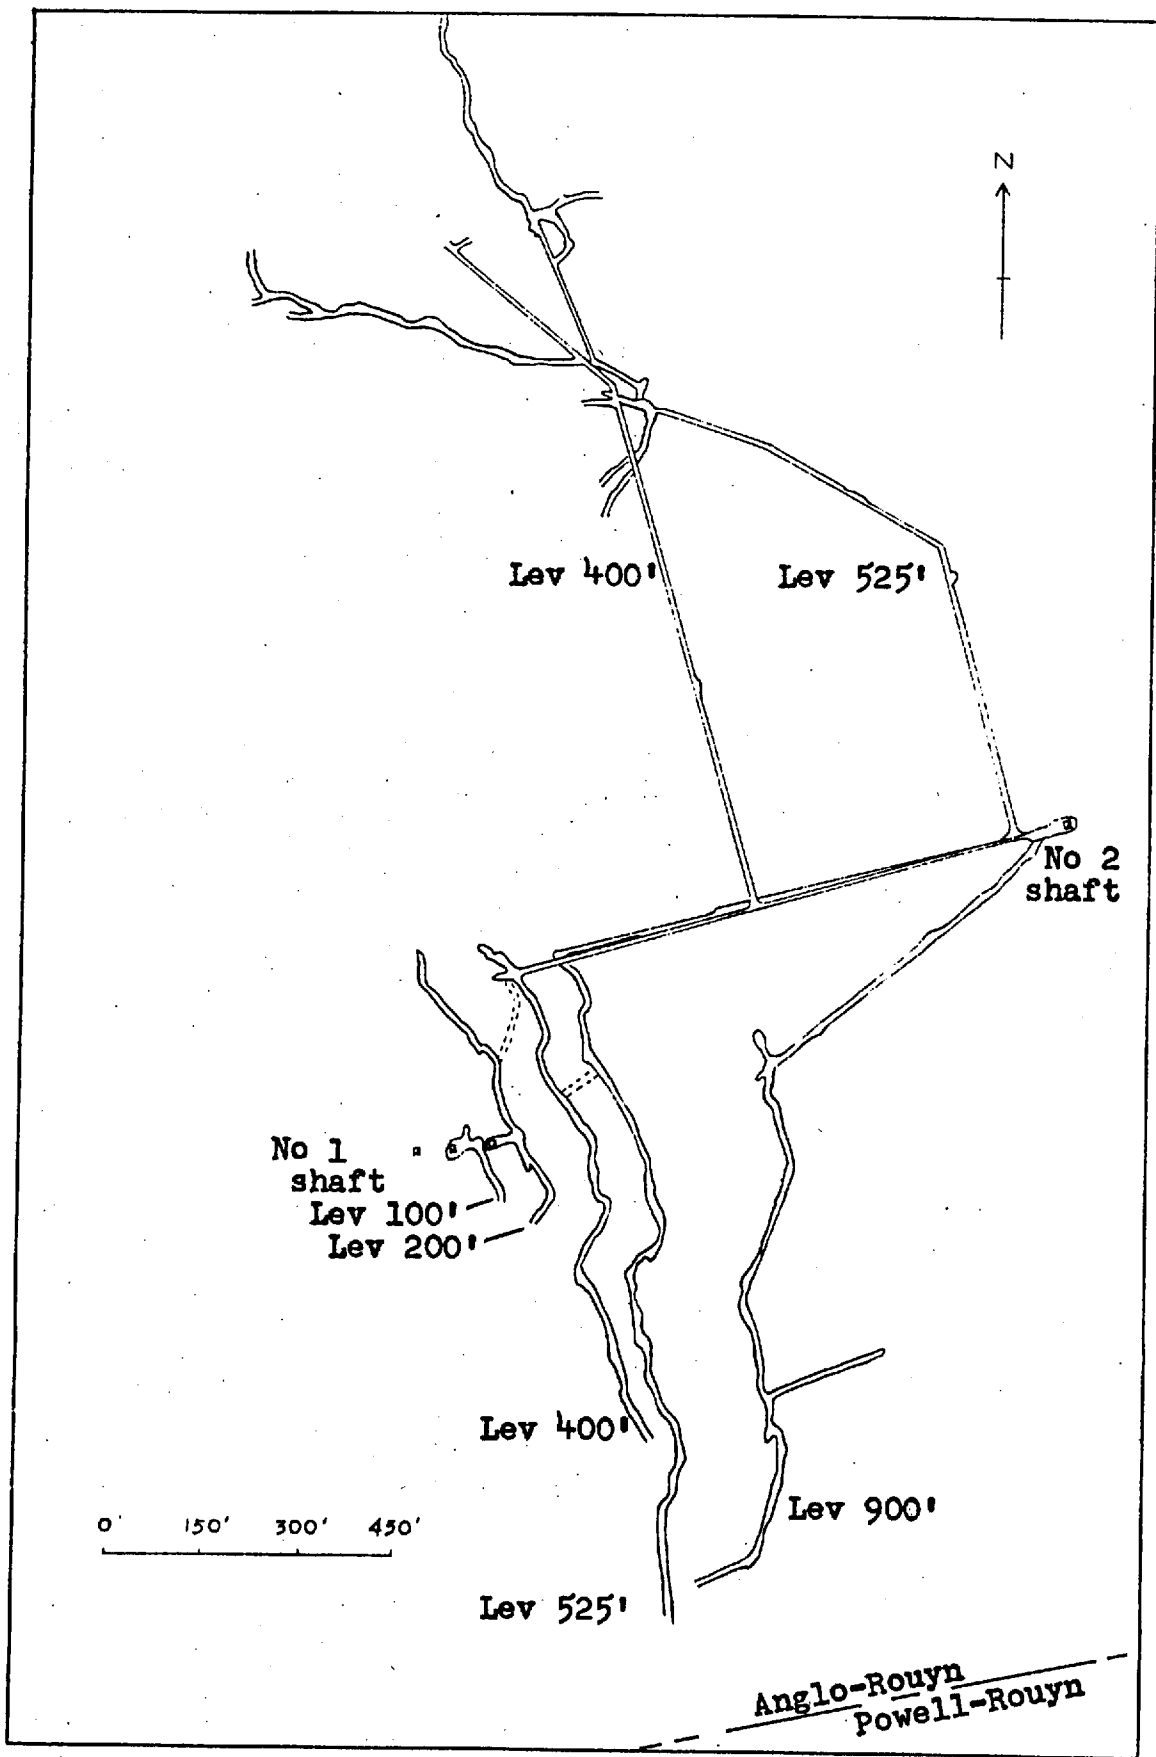 N
Lev 400'
Lev 525'
No 2
shaft
No 1
shaft
Lev 100'
Lev 200'
Lev 400'
Lev 900'
0' 150' 300' 450'
Lev 525'
Anglo-Rouyn
Powell-Rouyn